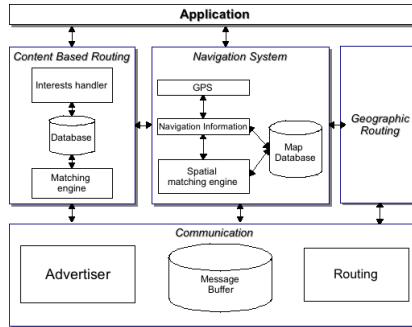 Application
Content Based Routing
Interests handler
Database
Matching
engine
Navigation System
GPS
Navigation Information
Spatial
matching engine
Map
Database
Geographic
Routing
Communication
Advertiser
Message
Buffer
Routing